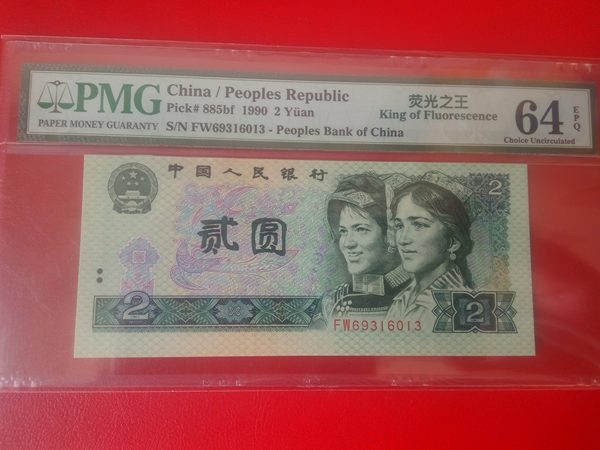 PMG
PAPER MONEY GUARANTY
China / Peoples Republic
Pick# 885bf 1990 2 Yüan
S/N FW69316013 - Peoples Bank of China
荧光之王
King of Fluorescence
64 EPQ
Choice Uncirculated
中国人民银行
2
贰圆
2
2
FW69316013